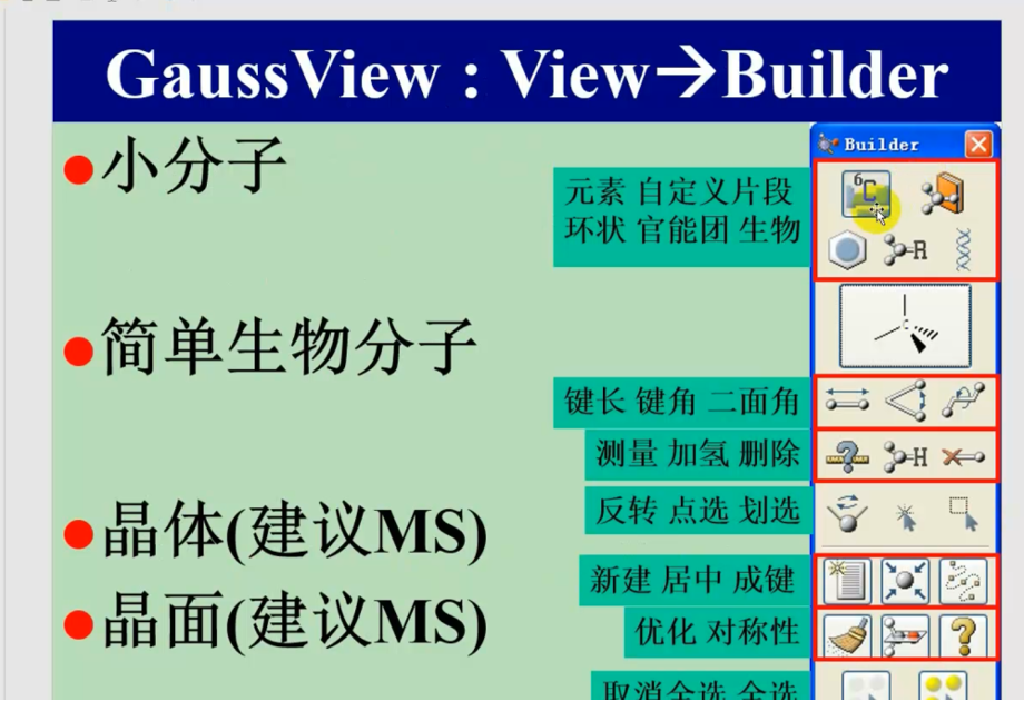 GaussView : View→Builder
●小分子
元素 自定义片段
环状 官能团 生物
●简单生物分子
键长 键角 二面角
测量 加氢 删除
反转 点选 划选
●晶体(建议MS)
新建 居中 成键
●晶面(建议MS)
优化 对称性
取消全选 全选
Builder
6
C
R
C
?
H
?